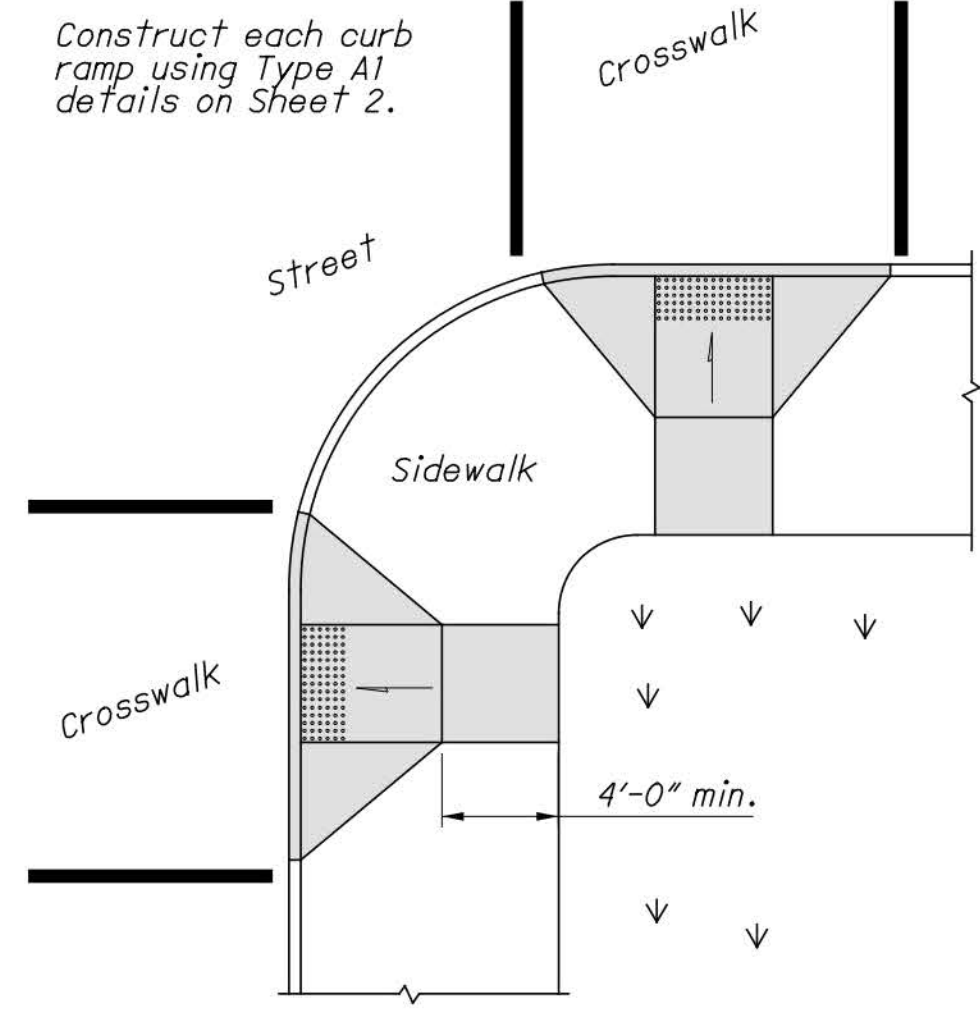 Construct each curb
ramp using Type A1
details on Sheet 2.
Crosswalk
Street
Sidewalk
Crosswalk
4'-0" min.